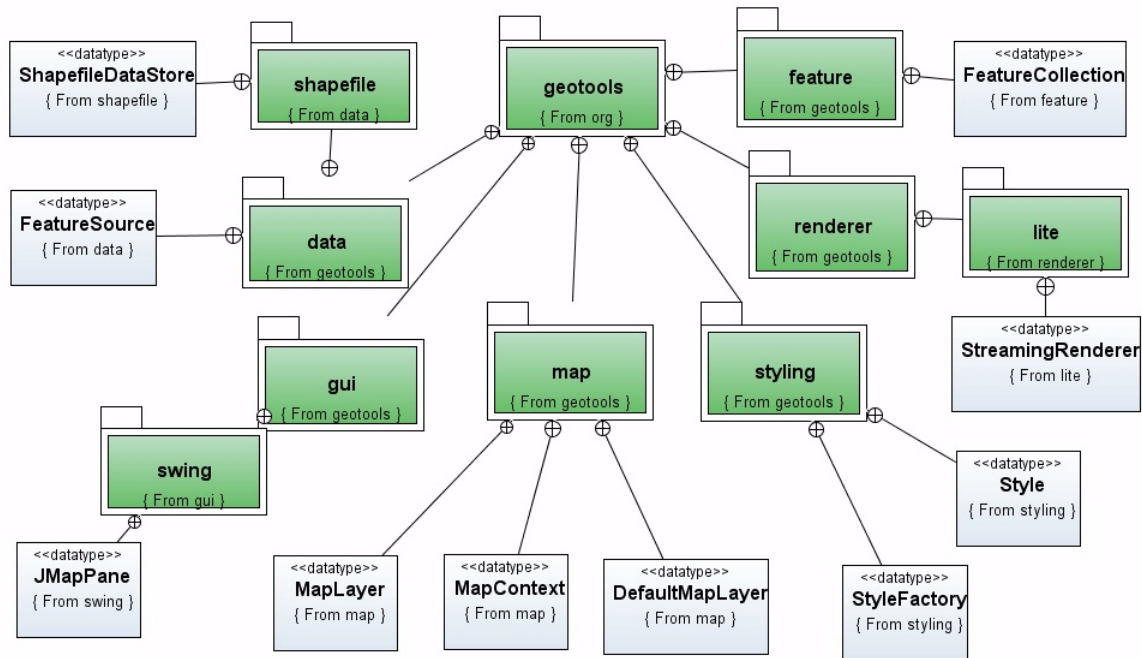 <<datatype>>
ShapefileDataStore
{ From shapefile }
shapefile
{ From data }
geotools
{ From org }
feature
{ From geotools }
<<datatype>>
FeatureCollection
{ From feature }
<<datatype>>
FeatureSource
{ From data }
data
{ From geotools }
renderer
{ From geotools }
lite
{ From renderer }
<<datatype>>
StreamingRenderer
{ From lite }
gui
{ From geotools }
map
{ From geotools }
styling
{ From geotools }
swing
{ From gui }
<<datatype>>
Style
{ From styling }
<<datatype>>
JMapPane
{ From swing }
<<datatype>>
MapLayer
{ From map }
<<datatype>>
MapContext
{ From map }
<<datatype>>
DefaultMapLayer
{ From map }
<<datatype>>
StyleFactory
{ From styling }